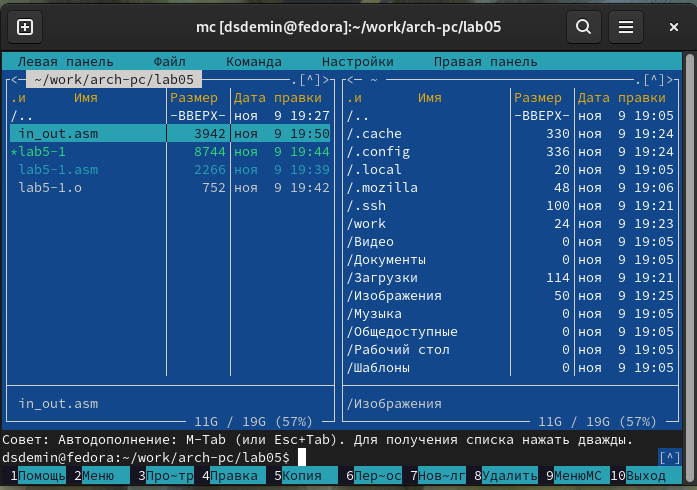 mc [dsdemin@fedora]:~/work/arch-pc/lab05
Левая панель Файл Команда Настройки Правая панель
<─ ~/work/arch-pc/lab05 .[^]> <─ ~ .[^]>
.и Имя Размер Дата правки .и Имя Размер Дата правки
/.. -ВВЕРХ- ноя 9 19:27 /.. -ВВЕРХ- ноя 9 19:05
in_out.asm 3942 ноя 9 19:50 /.cache 330 ноя 9 19:24
*lab5-1 8744 ноя 9 19:44 /.config 336 ноя 9 19:24
lab5-1.asm 2266 ноя 9 19:39 /.local 20 ноя 9 19:05
lab5-1.o 752 ноя 9 19:42 /.mozilla 48 ноя 9 19:06
/.ssh 100 ноя 9 19:21
/work 24 ноя 9 19:23
/Видео 0 ноя 9 19:05
/Документы 0 ноя 9 19:05
/Загрузки 114 ноя 9 19:21
/Изображения 50 ноя 9 19:25
/Музыка 0 ноя 9 19:05
/Общедоступные 0 ноя 9 19:05
/Рабочий стол 0 ноя 9 19:05
/Шаблоны 0 ноя 9 19:05
in_out.asm /Изображения
11G / 19G (57%) 11G / 19G (57%)
Совет: Автодополнение: M-Tab (или Esc+Tab). Для получения списка нажать дважды.
dsdemin@fedora:~/work/arch-pc/lab05$ [^]
1Помощь 2Меню 3Про~тр 4Правка 5Копия 6Пер~ос 7Нов~лг 8Удалить 9МенюMC 10Выход